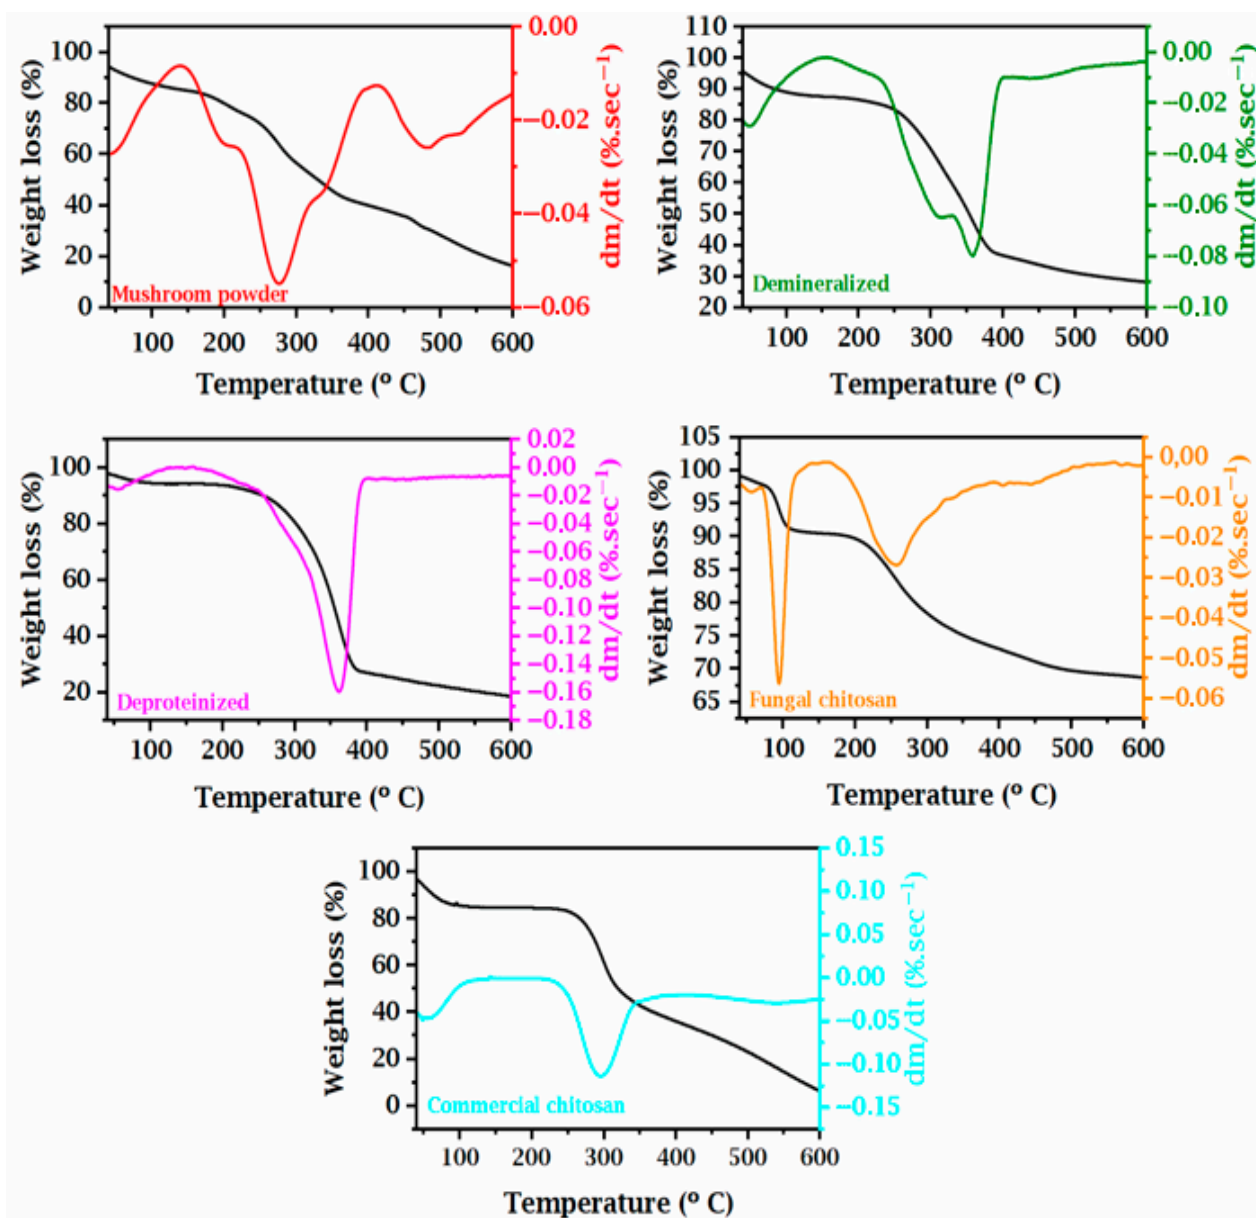 100
80
60
40
20
0
Weight loss (%)
0.00
−0.02
−0.04
−0.06
dm/dt (%.sec⁻¹)
Mushroom powder
100 200 300 400 500 600
Temperature (º C)
110
100
90
80
70
60
50
40
30
20
Weight loss (%)
0.00
−0.02
−0.04
−0.06
−0.08
−0.10
dm/dt (%.sec⁻¹)
Demineralized
100 200 300 400 500 600
Temperature (º C)
100
80
60
40
20
Weight loss (%)
0.02
0.00
−0.02
−0.04
−0.06
−0.08
−0.10
−0.12
−0.14
−0.16
−0.18
dm/dt (%.sec⁻¹)
Deproteinized
100 200 300 400 500 600
Temperature (º C)
105
100
95
90
85
80
75
70
65
Weight loss (%)
0,00
−0.01
−0.02
−0.03
−0.04
−0.05
−0.06
dm/dt (%.sec⁻¹)
Fungal chitosan
100 200 300 400 500 600
Temperature (º C)
100
80
60
40
20
0
Weight loss (%)
0.15
0.10
0.05
0.00
−0.05
−0.10
−0.15
dm/dt (%.sec⁻¹)
Commercial chitosan
100 200 300 400 500 600
Temperature (º C)